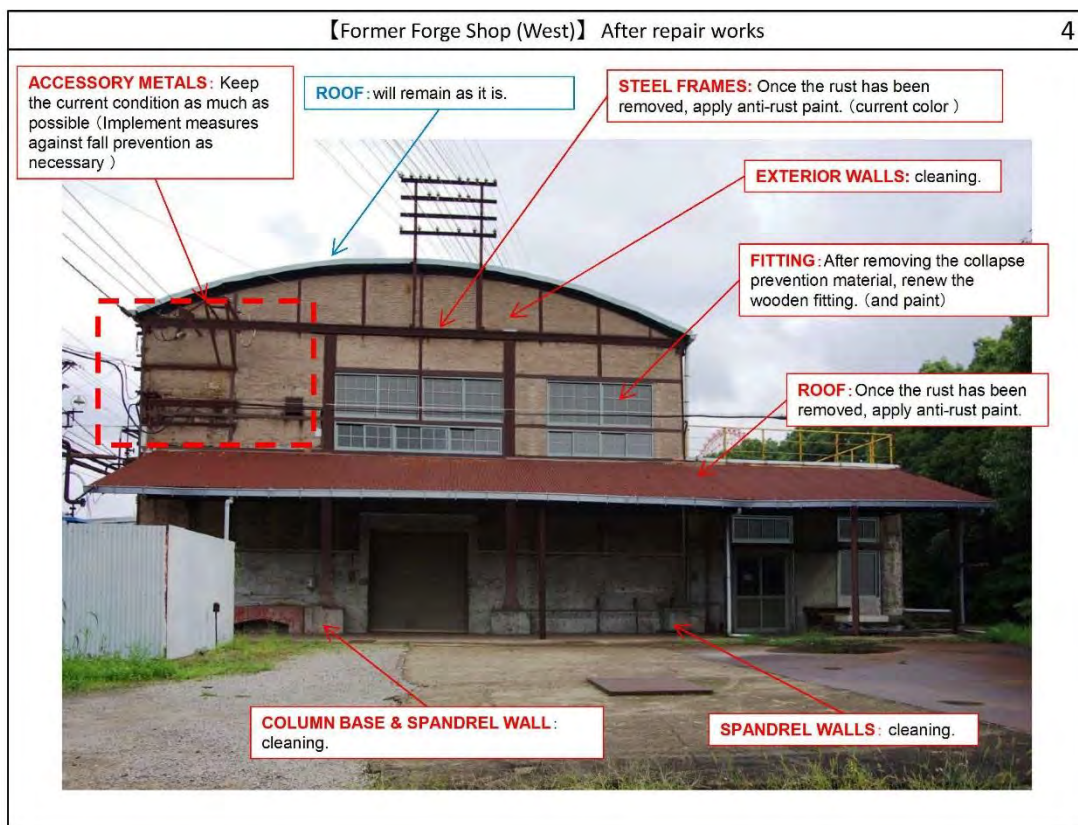 【Former Forge Shop (West)】 After repair works
4
ACCESSORY METALS: Keep
the current condition as much as
possible (Implement measures
against fall prevention as
necessary )
ROOF: will remain as it is.
STEEL FRAMES: Once the rust has been
removed, apply anti-rust paint. (current color )
EXTERIOR WALLS: cleaning.
FITTING: After removing the collapse
prevention material, renew the
wooden fitting. (and paint)
ROOF: Once the rust has been
removed, apply anti-rust paint.
COLUMN BASE & SPANDREL WALL:
cleaning.
SPANDREL WALLS: cleaning.